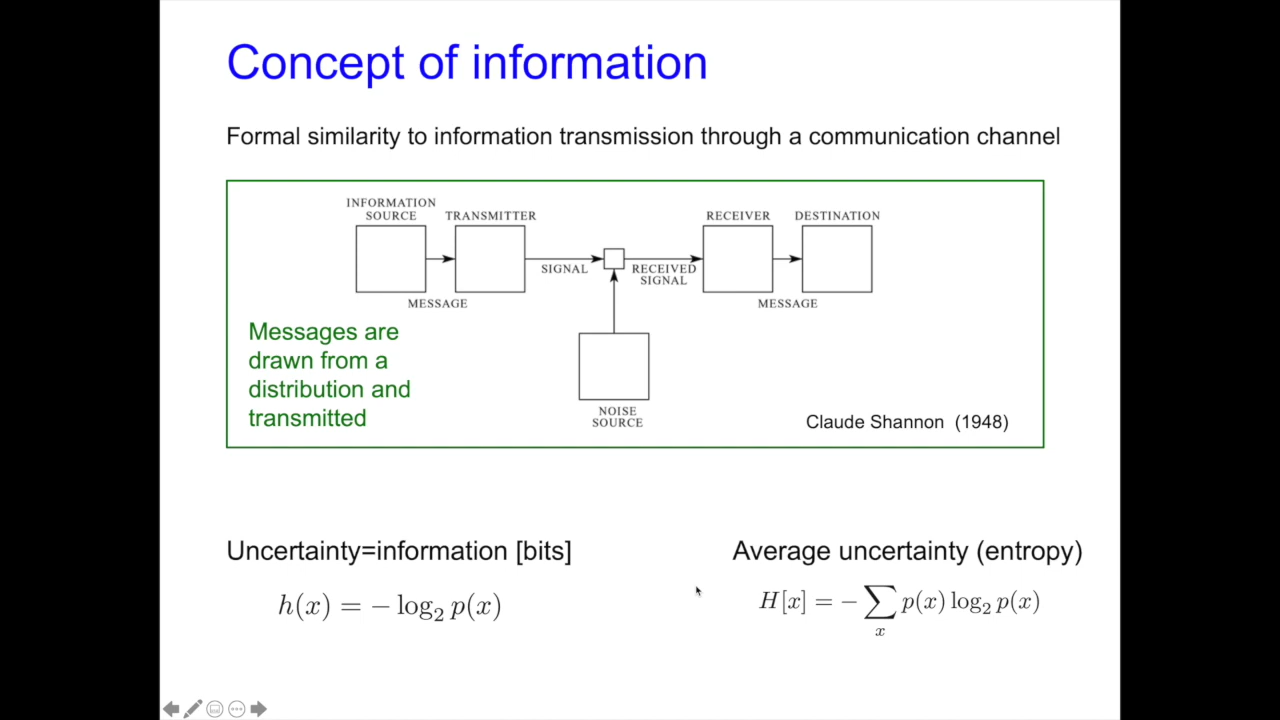 Concept of information
Formal similarity to information transmission through a communication channel
INFORMATION
SOURCE
TRANSMITTER
RECEIVER
DESTINATION
SIGNAL
RECEIVED
SIGNAL
MESSAGE
MESSAGE
Messages are
drawn from a
distribution and
transmitted
NOISE
SOURCE
Claude Shannon (1948)
Uncertainty=information [bits]
Average uncertainty (entropy)
h(x) = − log₂ p(x)
H[x] = − ∑ p(x) log₂ p(x)
x